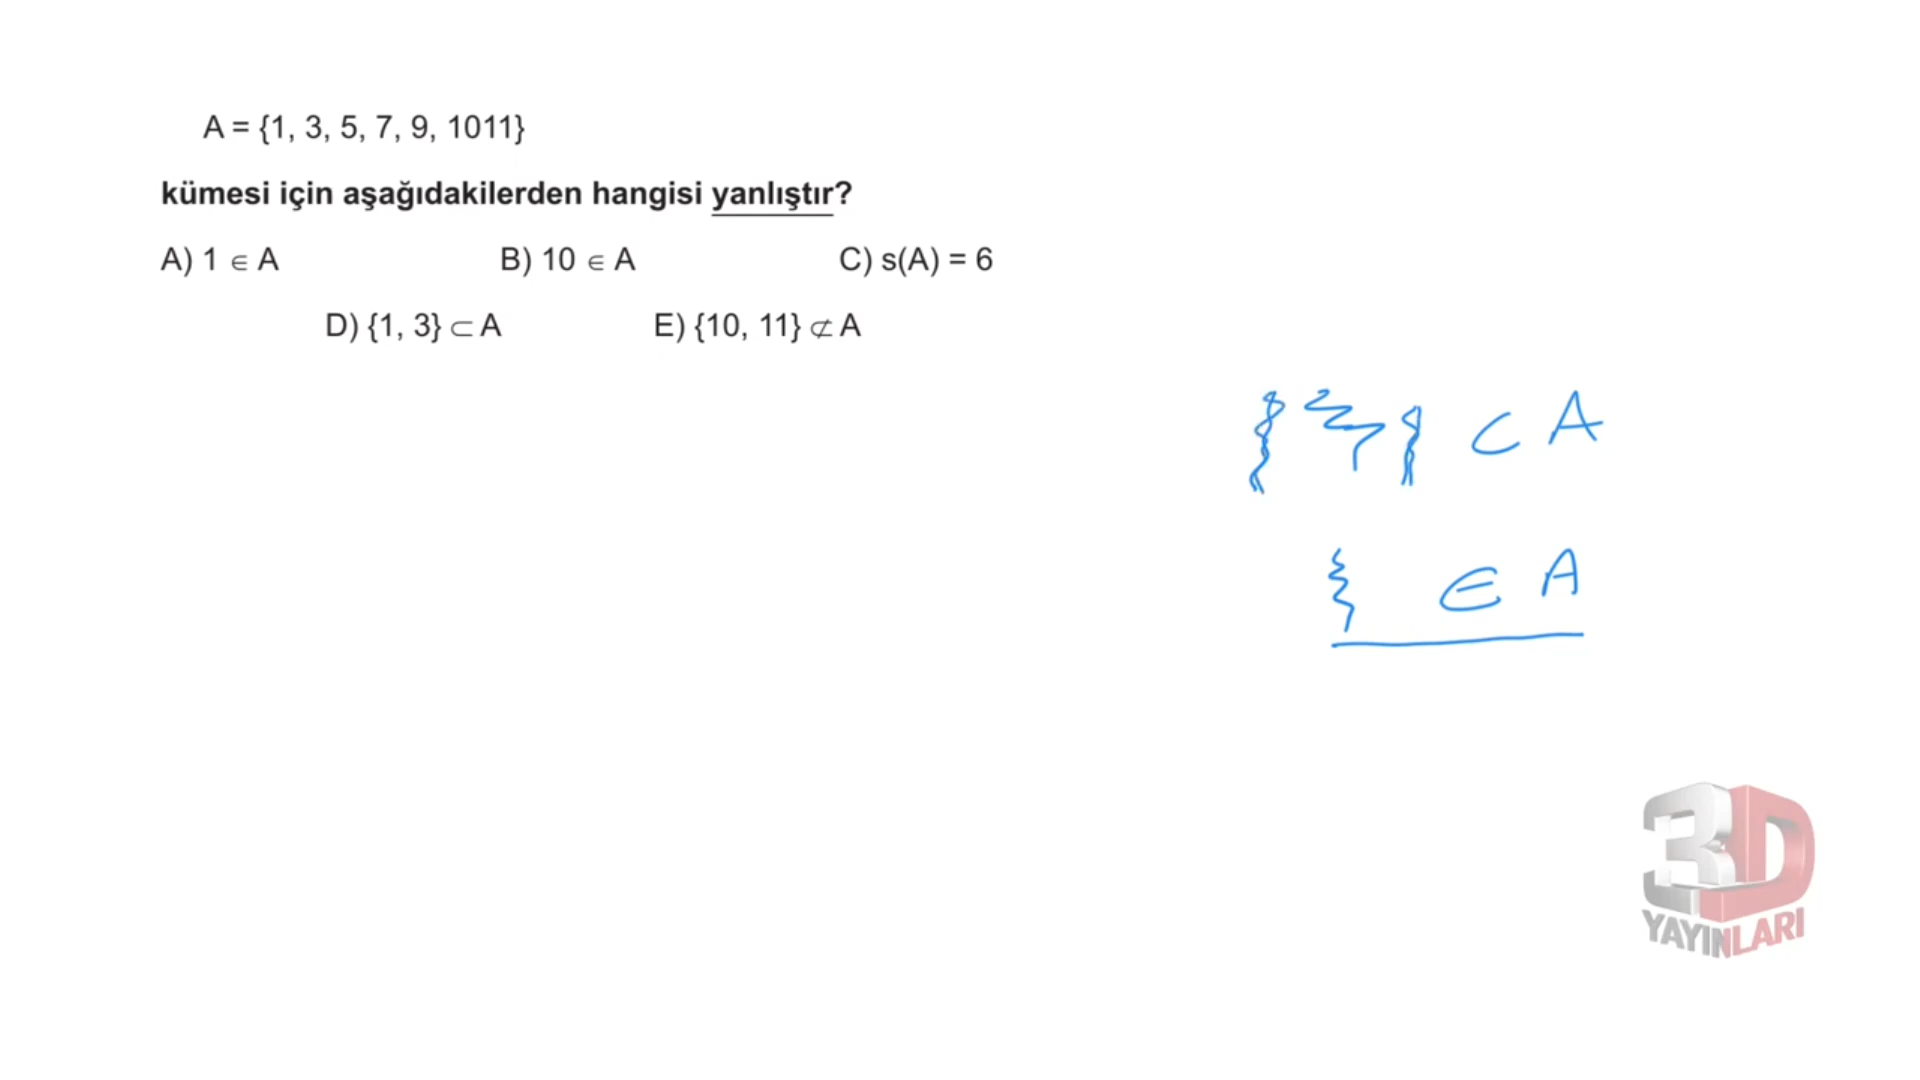 A = {1, 3, 5, 7, 9, 1011}
kümesi için aşağıdakilerden hangisi yanlıştır?
A) 1 ∈ A B) 10 ∈ A C) s(A) = 6
D) {1, 3} ⊂ A E) {10, 11} ⊄ A
{ } ⊂ A
∈ A
3D
YAYINLARI